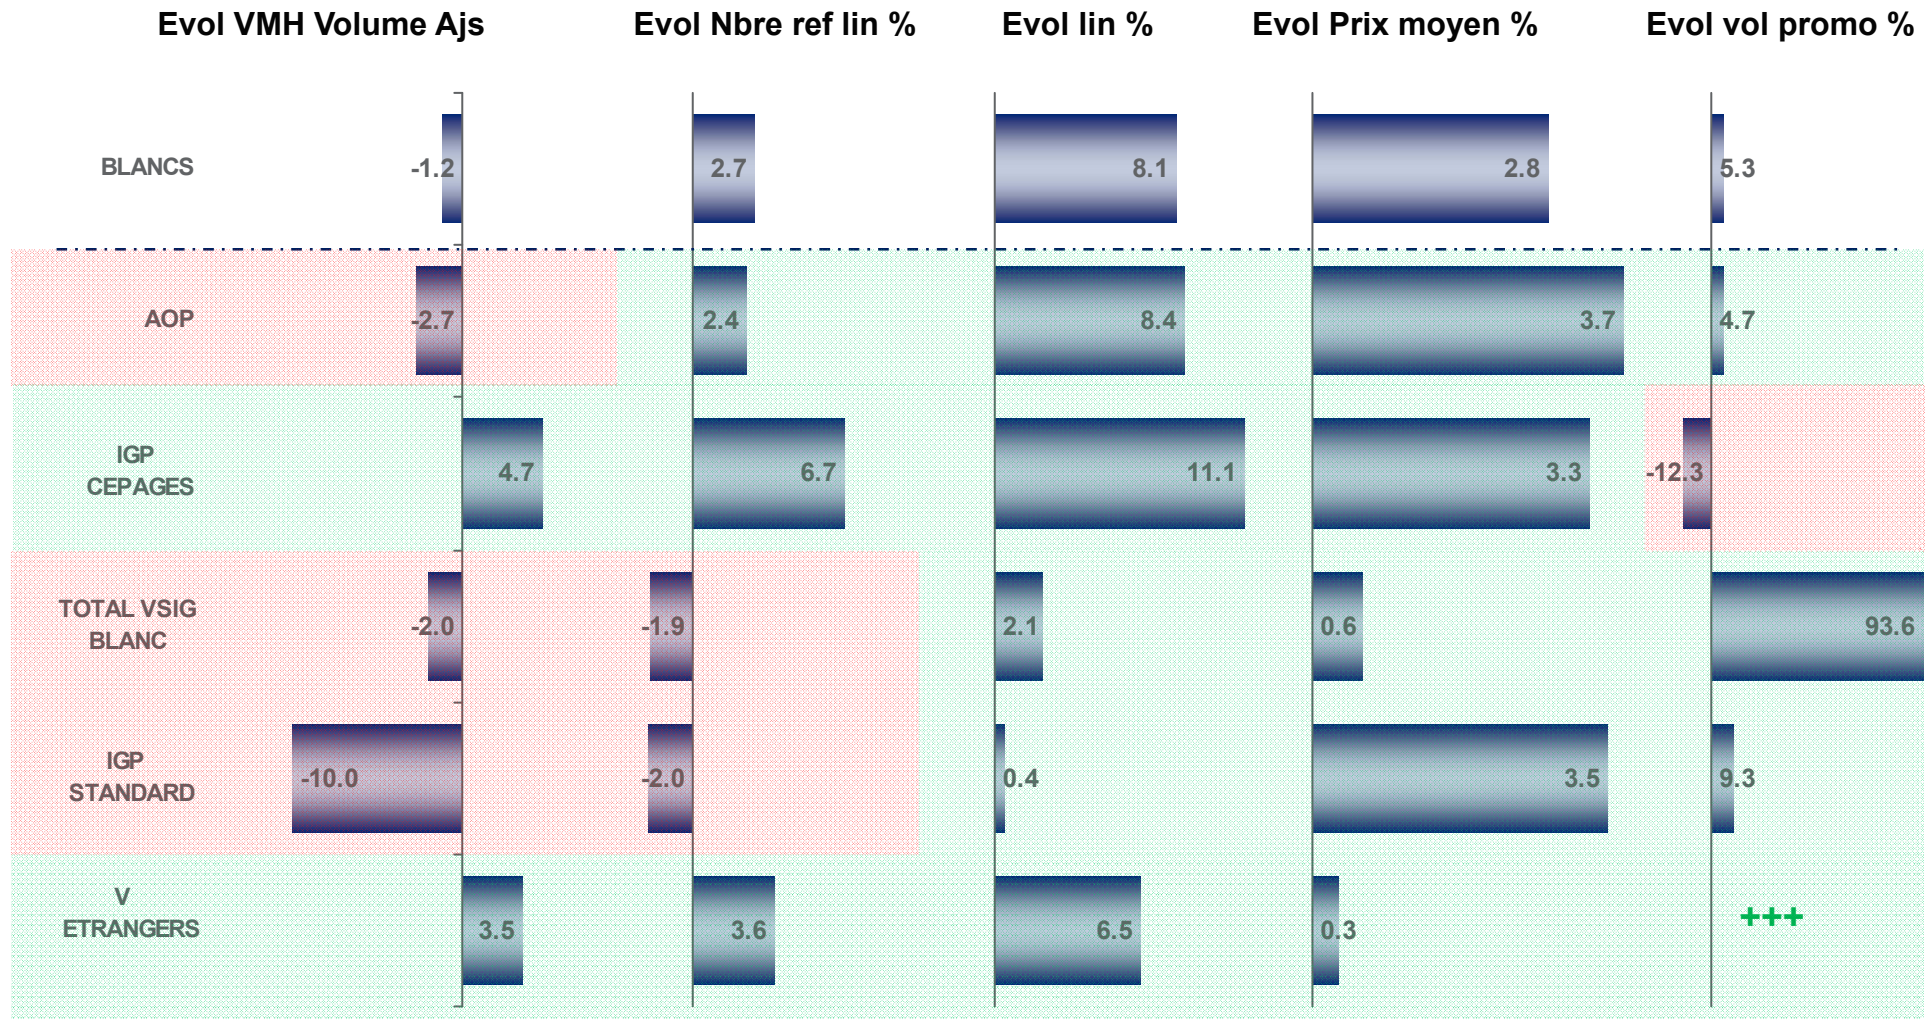 Evol VMH Volume Ajs Evol Nbre ref lin % Evol lin % Evol Prix moyen % Evol vol promo %
BLANCS -1.2 2.7 8.1 2.8 5.3
AOP -2.7 2.4 8.4 3.7 4.7
IGP
CEPAGES 4.7 6.7 11.1 3.3 -12.3
TOTAL VSIG
BLANC -2.0 -1.9 2.1 0.6 93.6
IGP
STANDARD -10.0 -2.0 0.4 3.5 9.3
V
ETRANGERS 3.5 3.6 6.5 0.3 +++